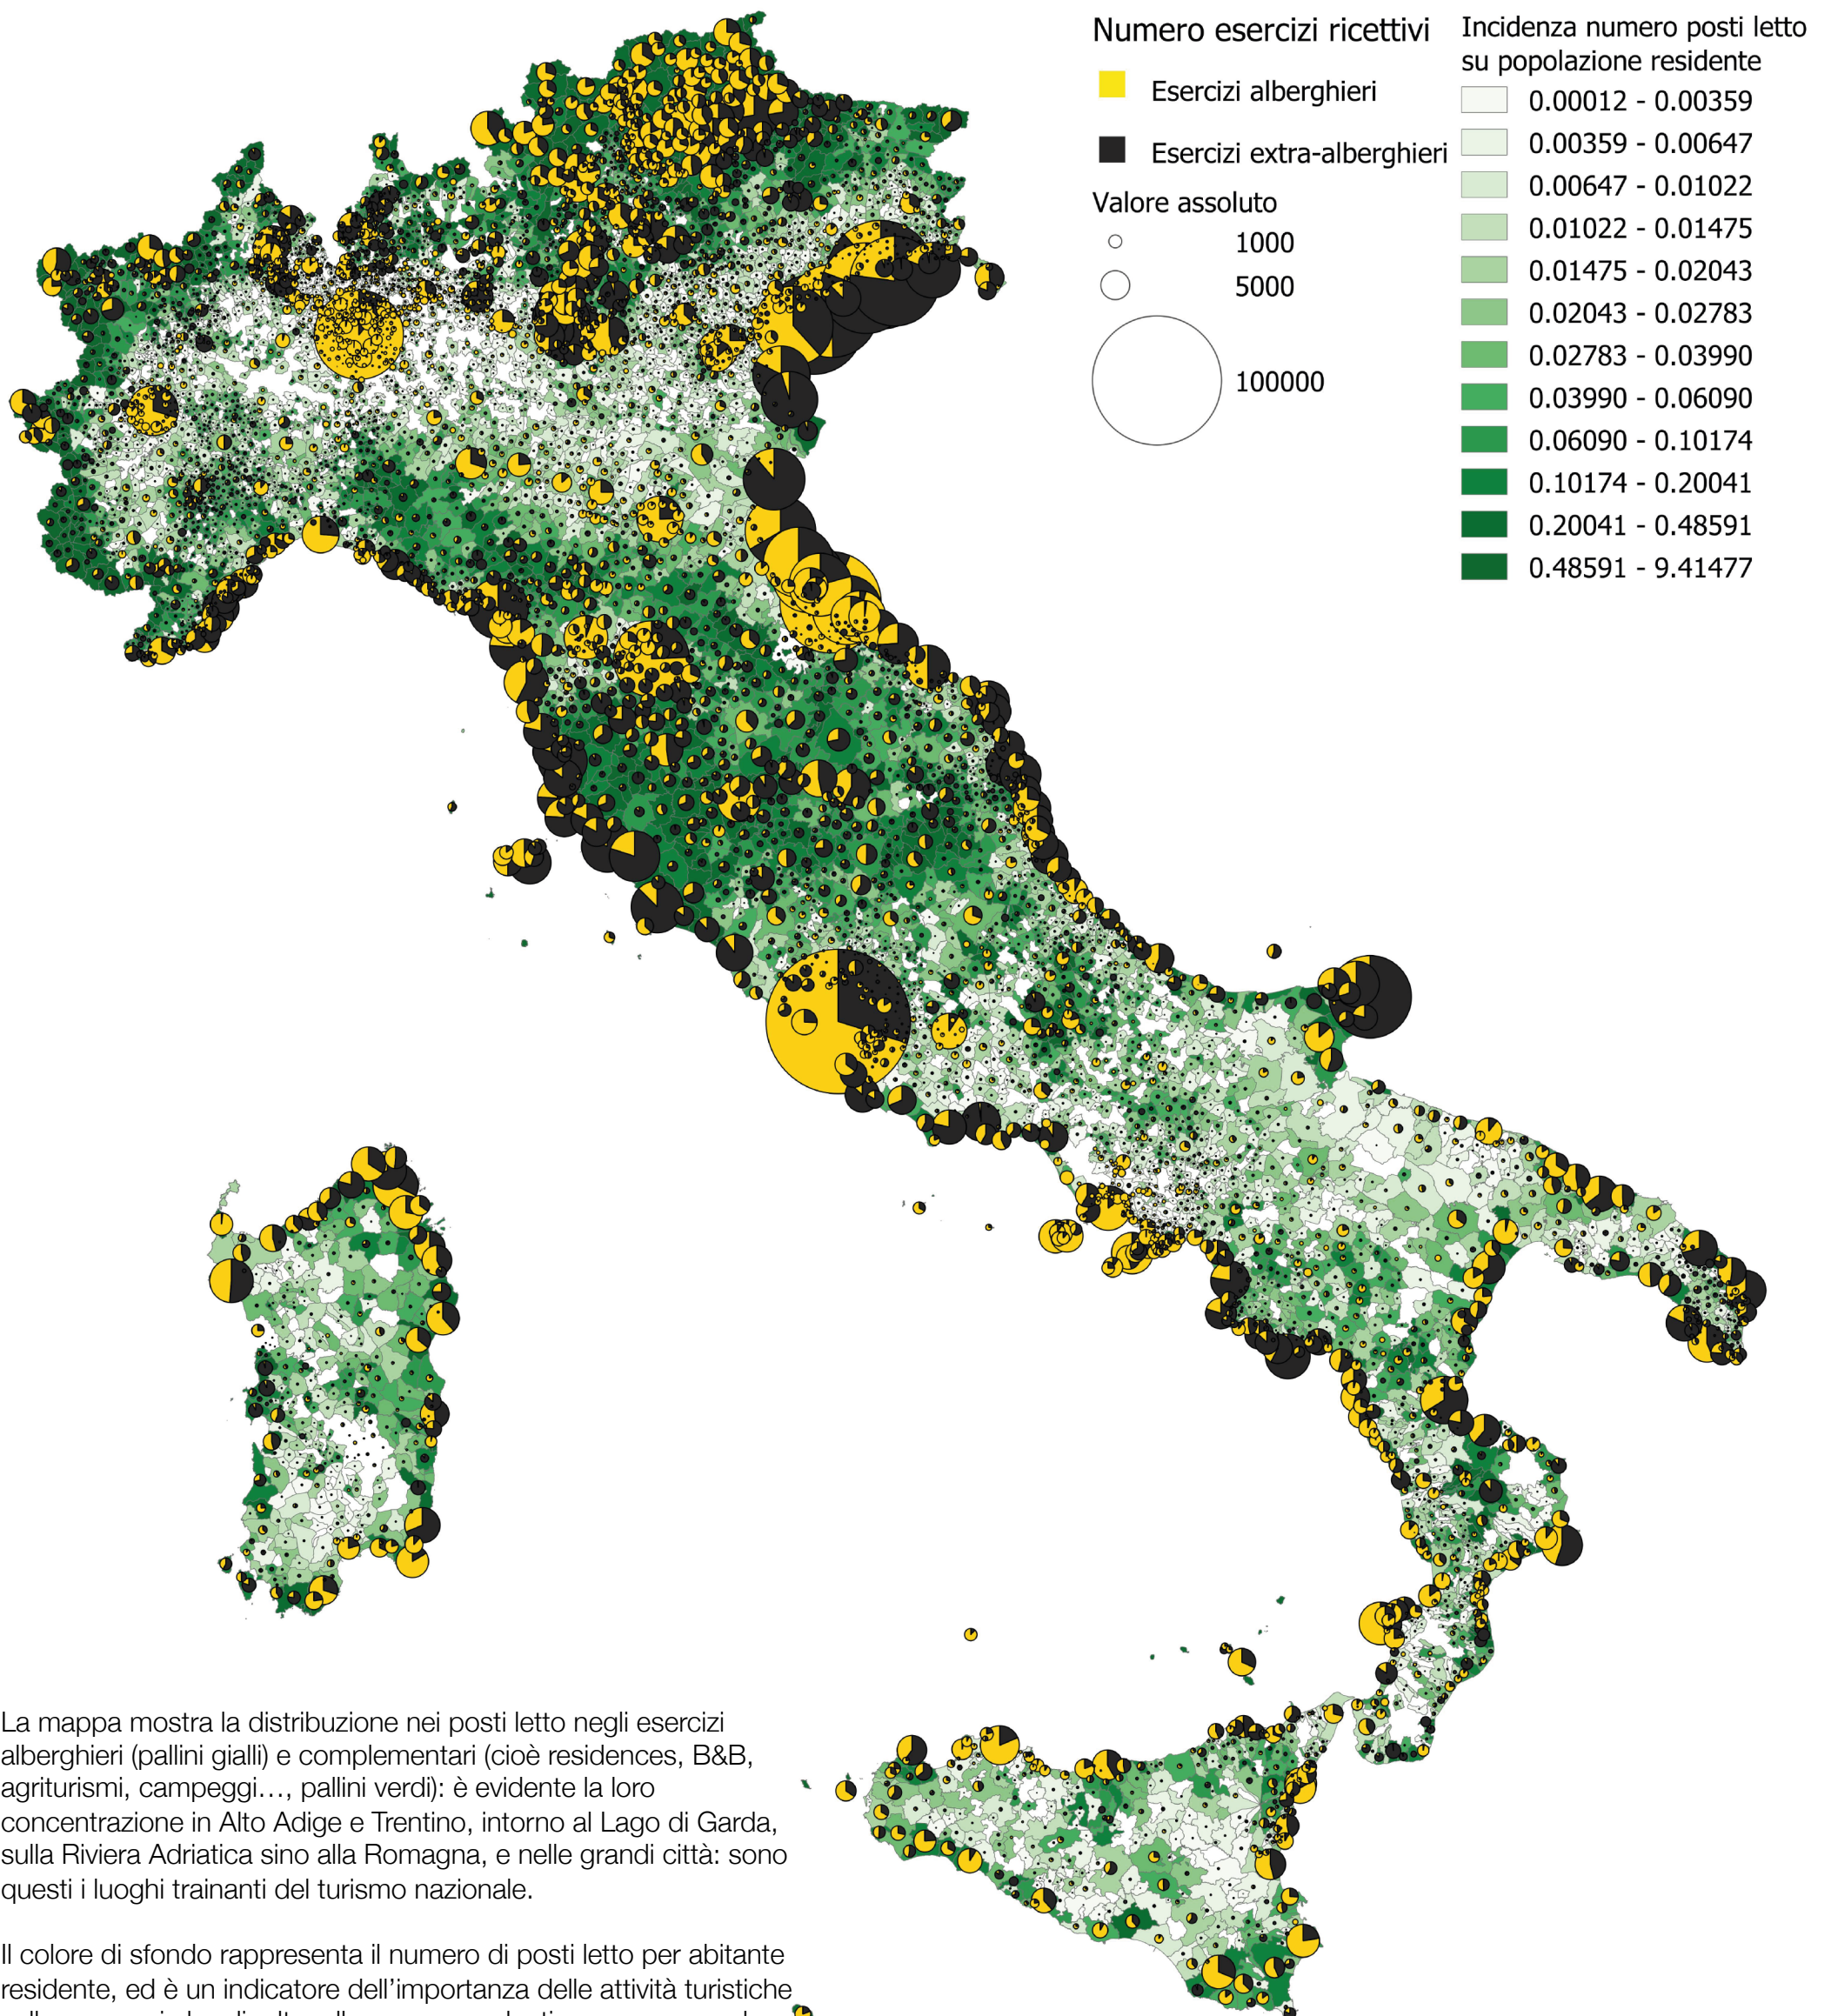 Numero esercizi ricettivi
Esercizi alberghieri
Esercizi extra-alberghieri
Valore assoluto
1000
5000
100000
Incidenza numero posti letto
su popolazione residente
0.00012 - 0.00359
0.00359 - 0.00647
0.00647 - 0.01022
0.01022 - 0.01475
0.01475 - 0.02043
0.02043 - 0.02783
0.02783 - 0.03990
0.03990 - 0.06090
0.06090 - 0.10174
0.10174 - 0.20041
0.20041 - 0.48591
0.48591 - 9.41477
La mappa mostra la distribuzione nei posti letto negli esercizi
alberghieri (pallini gialli) e complementari (cioè residences, B&B,
agriturismi, campeggi…, pallini verdi): è evidente la loro
concentrazione in Alto Adige e Trentino, intorno al Lago di Garda,
sulla Riviera Adriatica sino alla Romagna, e nelle grandi città: sono
questi i luoghi trainanti del turismo nazionale.
Il colore di sfondo rappresenta il numero di posti letto per abitante
residente, ed è un indicatore dell'importanza delle attività turistiche